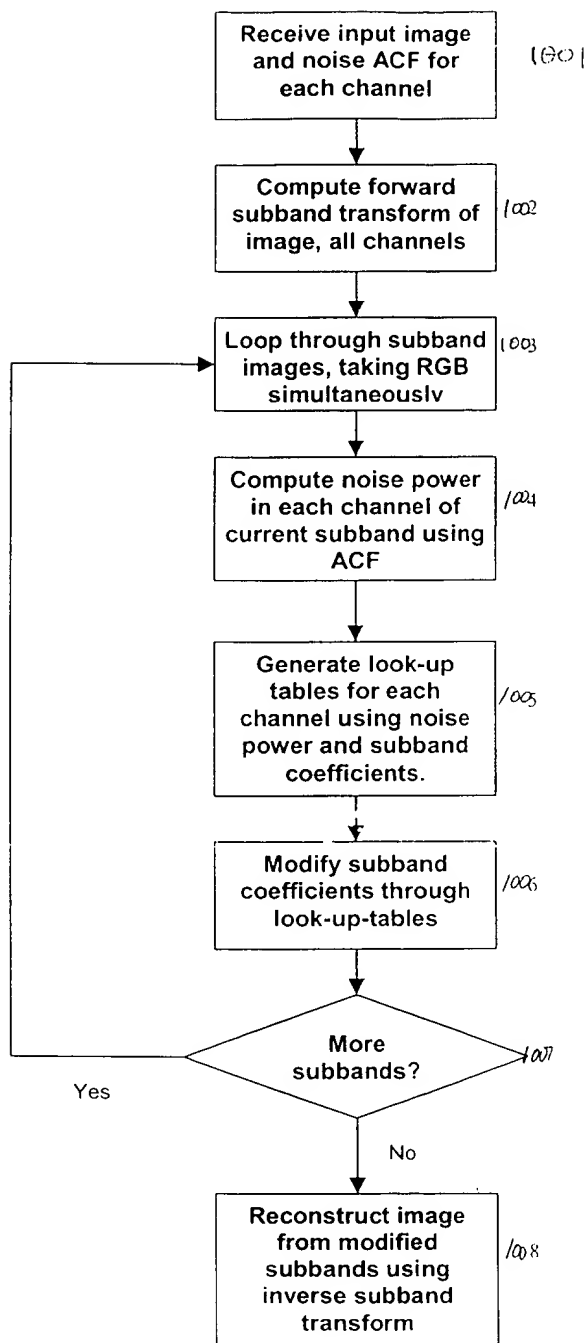 Receive input image
and noise ACF for
each channel
1001
Compute forward
subband transform of
image, all channels
1002
Loop through subband
images, taking RGB
simultaneously
1003
Compute noise power
in each channel of
current subband using
ACF
1004
Generate look-up
tables for each
channel using noise
power and subband
coefficients.
1005
Modify subband
coefficients through
look-up-tables
1006
More
subbands?
1007
Yes
No
Reconstruct image
from modified
subbands using
inverse subband
transform
1008